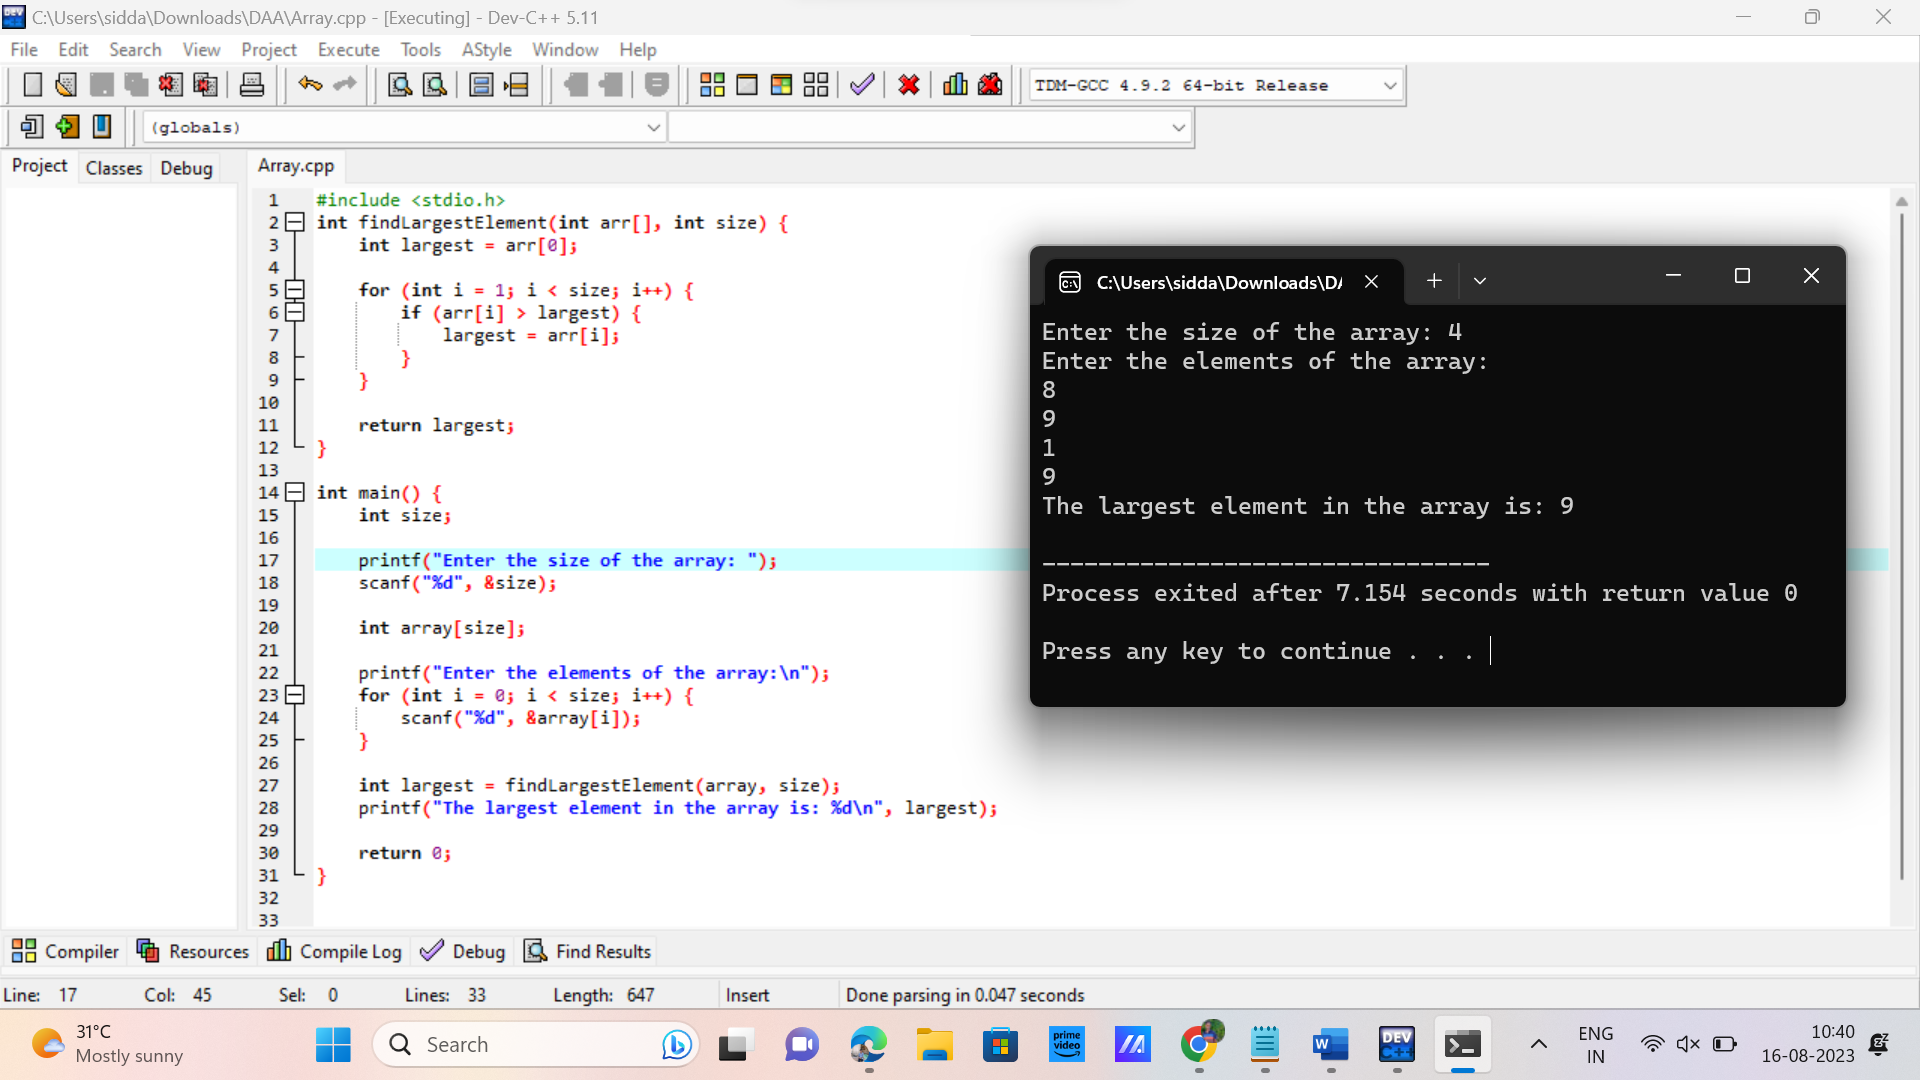 C:\Users\sidda\Downloads\DAA\Array.cpp - [Executing] - Dev-C++ 5.11
File Edit Search View Project Execute Tools AStyle Window Help
TDM-GCC 4.9.2 64-bit Release
(globals)
Project Classes Debug
Array.cpp
1 #include <stdio.h>
2 int findLargestElement(int arr[], int size) {
3 int largest = arr[0];
4
5 for (int i = 1; i < size; i++) {
6 if (arr[i] > largest) {
7 largest = arr[i];
8 }
9 }
10
11 return largest;
12 }
13
14 int main() {
15 int size;
16
17 printf("Enter the size of the array: ");
18 scanf("%d", &size);
19
20 int array[size];
21
22 printf("Enter the elements of the array:\n");
23 for (int i = 0; i < size; i++) {
24 scanf("%d", &array[i]);
25 }
26
27 int largest = findLargestElement(array, size);
28 printf("The largest element in the array is: %d\n", largest);
29
30 return 0;
31 }
32
33
C:\Users\sidda\Downloads\DA
Enter the size of the array: 4
Enter the elements of the array:
8
9
1
9
The largest element in the array is: 9
--------------------------------
Process exited after 7.154 seconds with return value 0
Press any key to continue . . .
Compiler Resources Compile Log Debug Find Results
Line: 17 Col: 45 Sel: 0 Lines: 33 Length: 647 Insert Done parsing in 0.047 seconds
31°C
Mostly sunny
Search
prime video
DEV C++
ENG
IN
10:40
16-08-2023